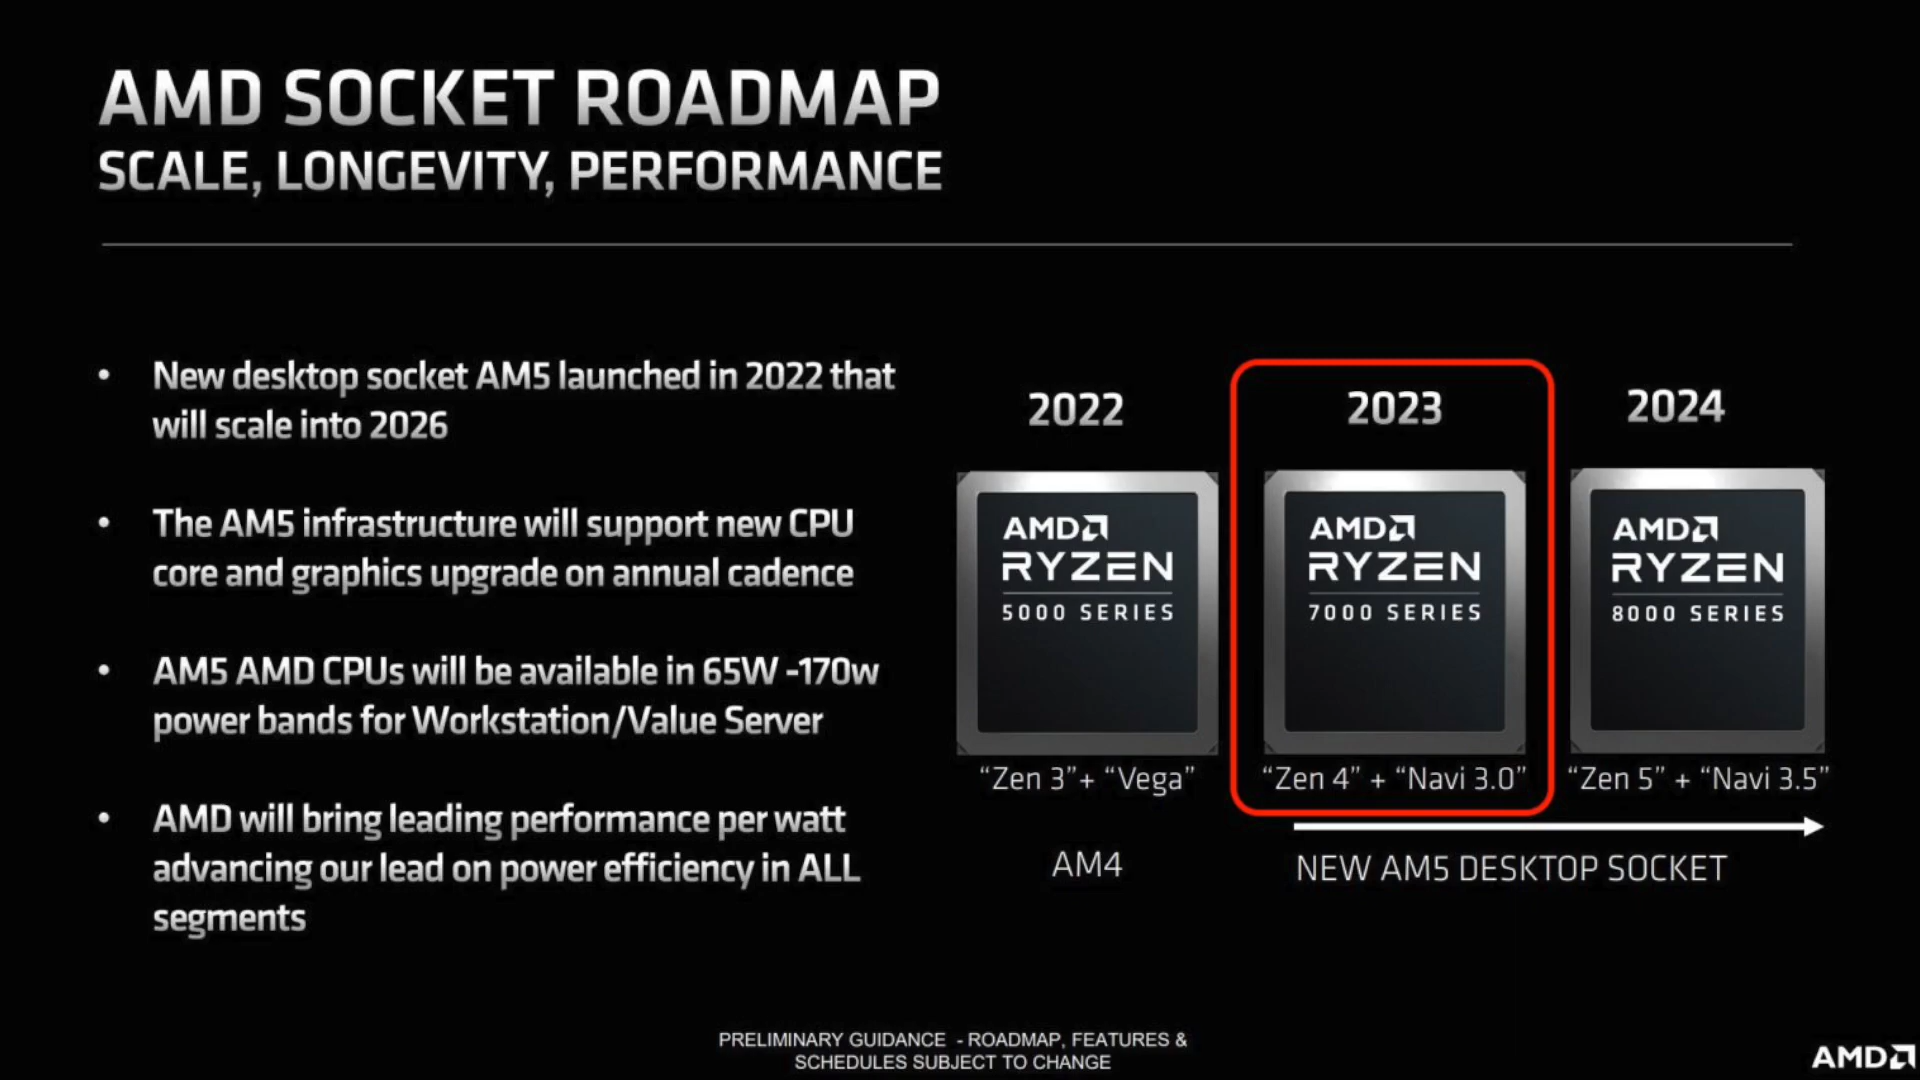 AMD SOCKET ROADMAP
SCALE, LONGEVITY, PERFORMANCE
• New desktop socket AM5 launched in 2022 that
will scale into 2026
• The AM5 infrastructure will support new CPU
core and graphics upgrade on annual cadence
• AM5 AMD CPUs will be available in 65W -170w
power bands for Workstation/Value Server
• AMD will bring leading performance per watt
advancing our lead on power efficiency in ALL
segments
2022
AMD
RYZEN
5000 SERIES
“Zen 3”+ “Vega”
AM4
2023
AMD
RYZEN
7000 SERIES
“Zen 4” + “Navi 3.0”
2024
AMD
RYZEN
8000 SERIES
“Zen 5” + “Navi 3.5”
NEW AM5 DESKTOP SOCKET
PRELIMINARY GUIDANCE - ROADMAP, FEATURES &
SCHEDULES SUBJECT TO CHANGE
AMD